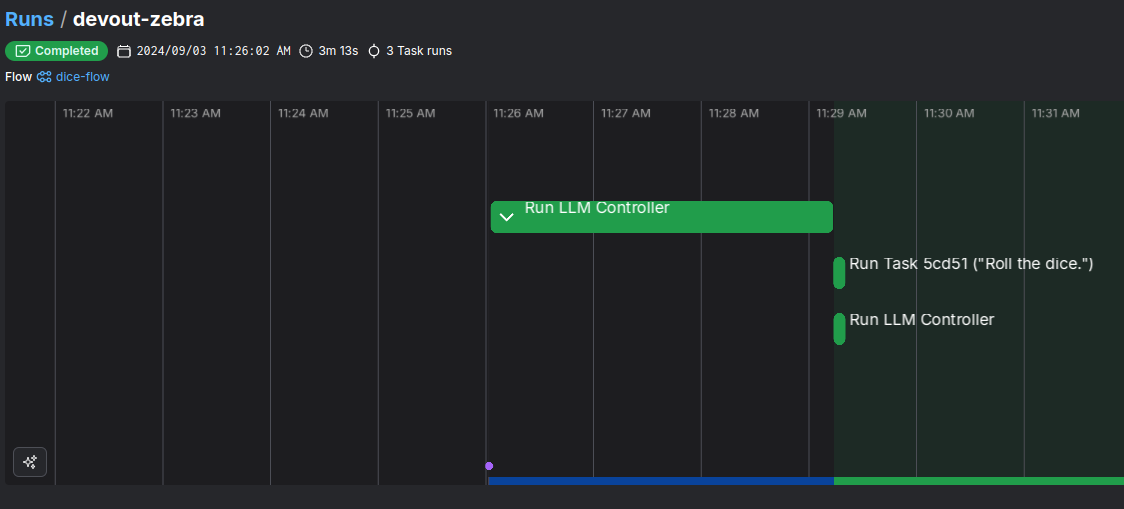 Runs / devout-zebra
Completed 2024/09/03 11:26:02 AM 3m 13s 3 Task runs
Flow dice-flow
11:22 AM 11:23 AM 11:24 AM 11:25 AM 11:26 AM 11:27 AM 11:28 AM 11:29 AM 11:30 AM 11:31 AM
Run LLM Controller
Run Task 5cd51 ("Roll the dice.")
Run LLM Controller